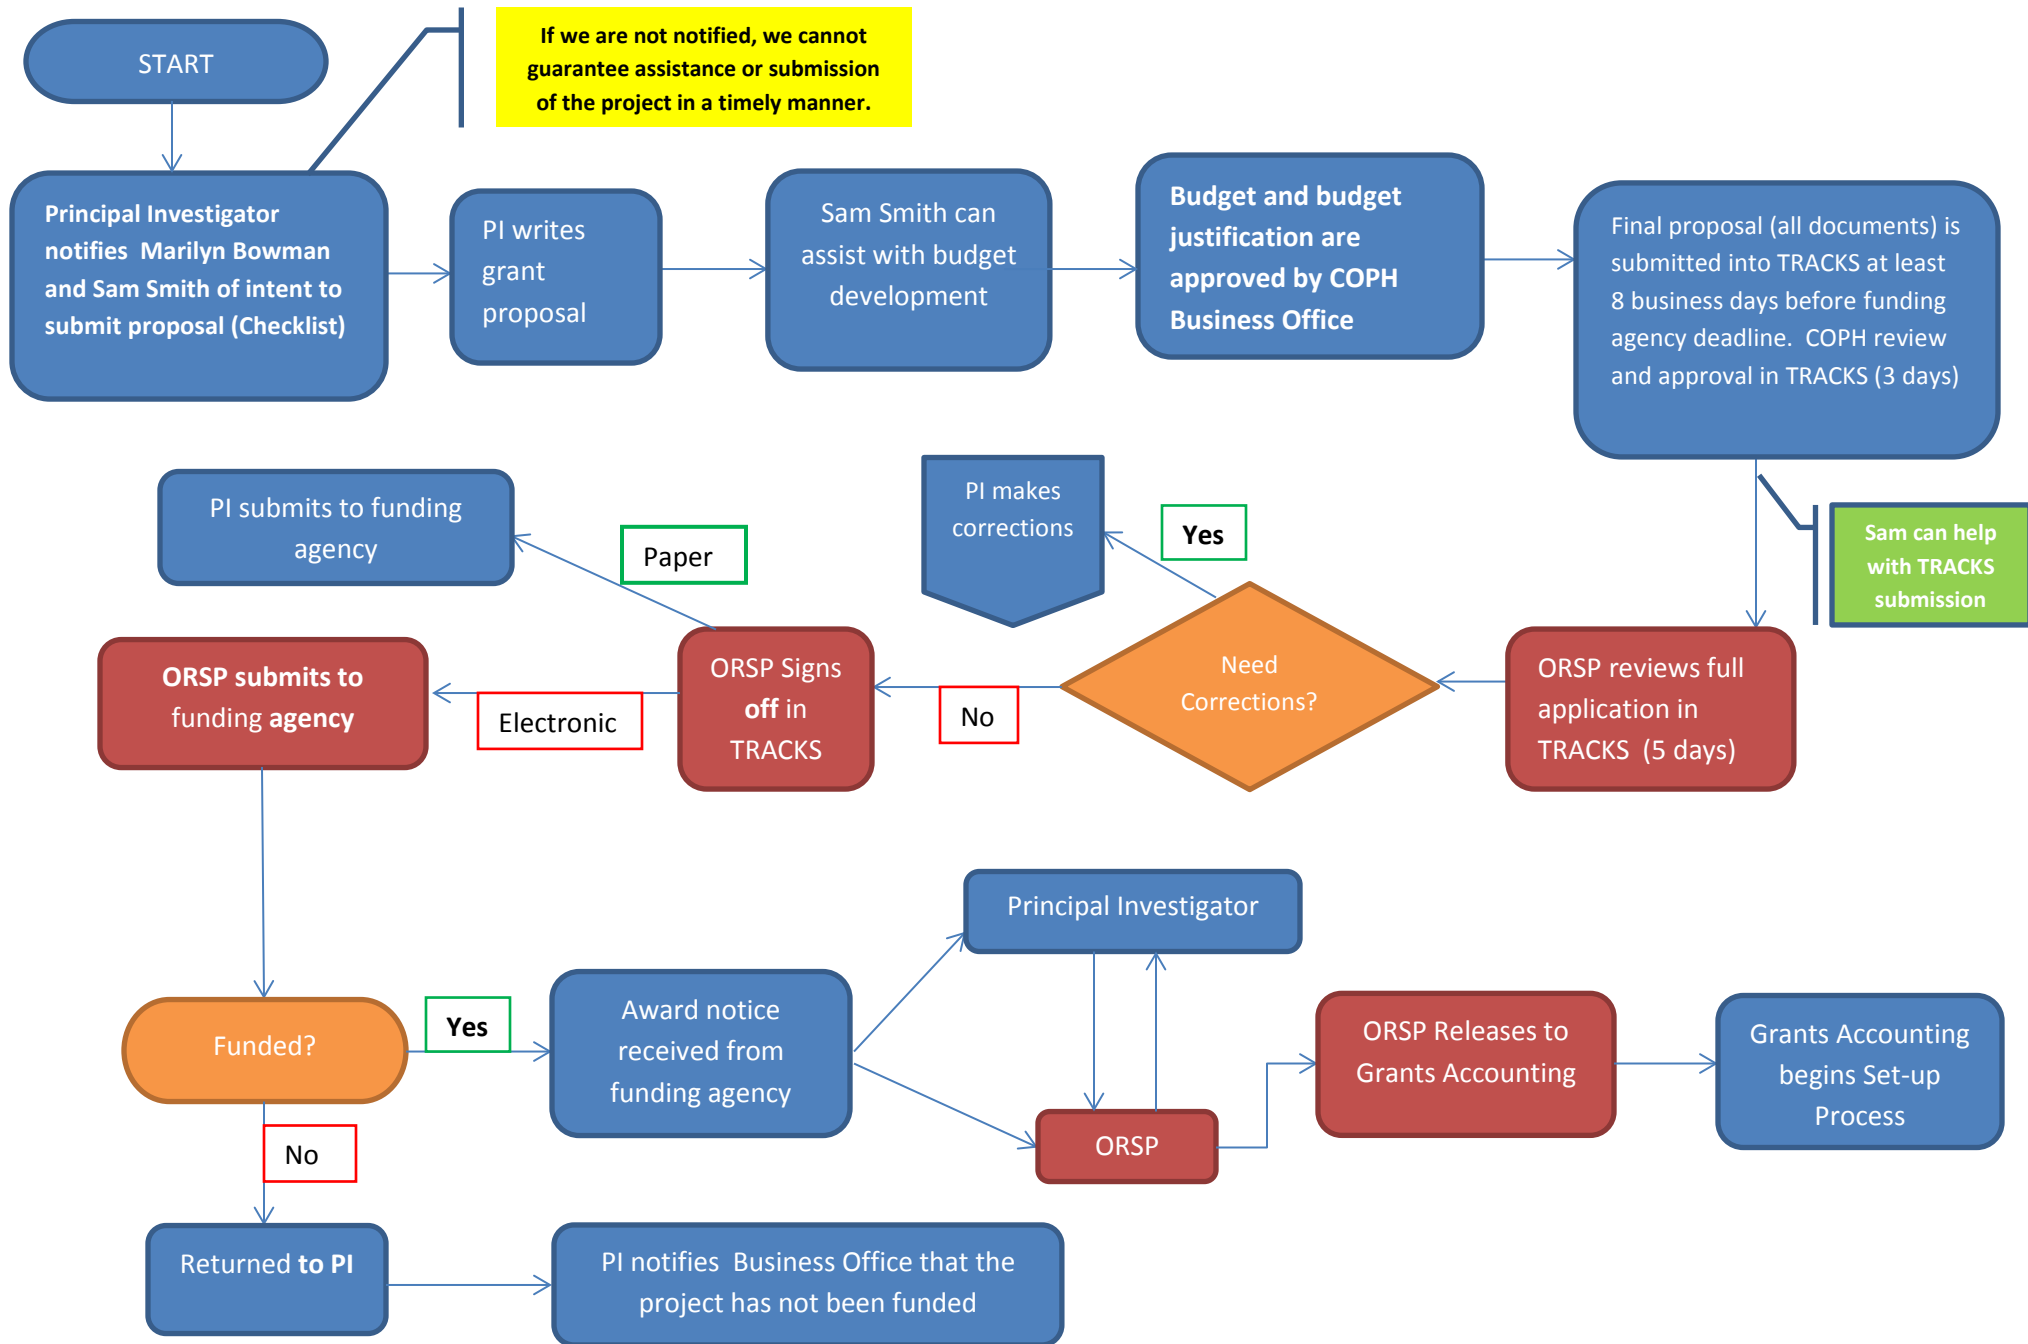 START
If we are not notified, we cannot
guarantee assistance or submission
of the project in a timely manner.
Principal Investigator
notifies Marilyn Bowman
and Sam Smith of intent to
submit proposal (Checklist)
PI writes
grant
proposal
Sam Smith can
assist with budget
development
Budget and budget
justification are
approved by COPH
Business Office
Final proposal (all documents) is
submitted into TRACKS at least
8 business days before funding
agency deadline. COPH review
and approval in TRACKS (3 days)
Sam can help
with TRACKS
submission
ORSP reviews full
application in
TRACKS (5 days)
Need
Corrections?
Yes
PI makes
corrections
No
ORSP Signs
off in
TRACKS
Paper
PI submits to funding
agency
Electronic
ORSP submits to
funding agency
Funded?
Yes
Award notice
received from
funding agency
Principal Investigator
ORSP
ORSP Releases to
Grants Accounting
Grants Accounting
begins Set-up
Process
No
Returned to PI
PI notifies Business Office that the
project has not been funded